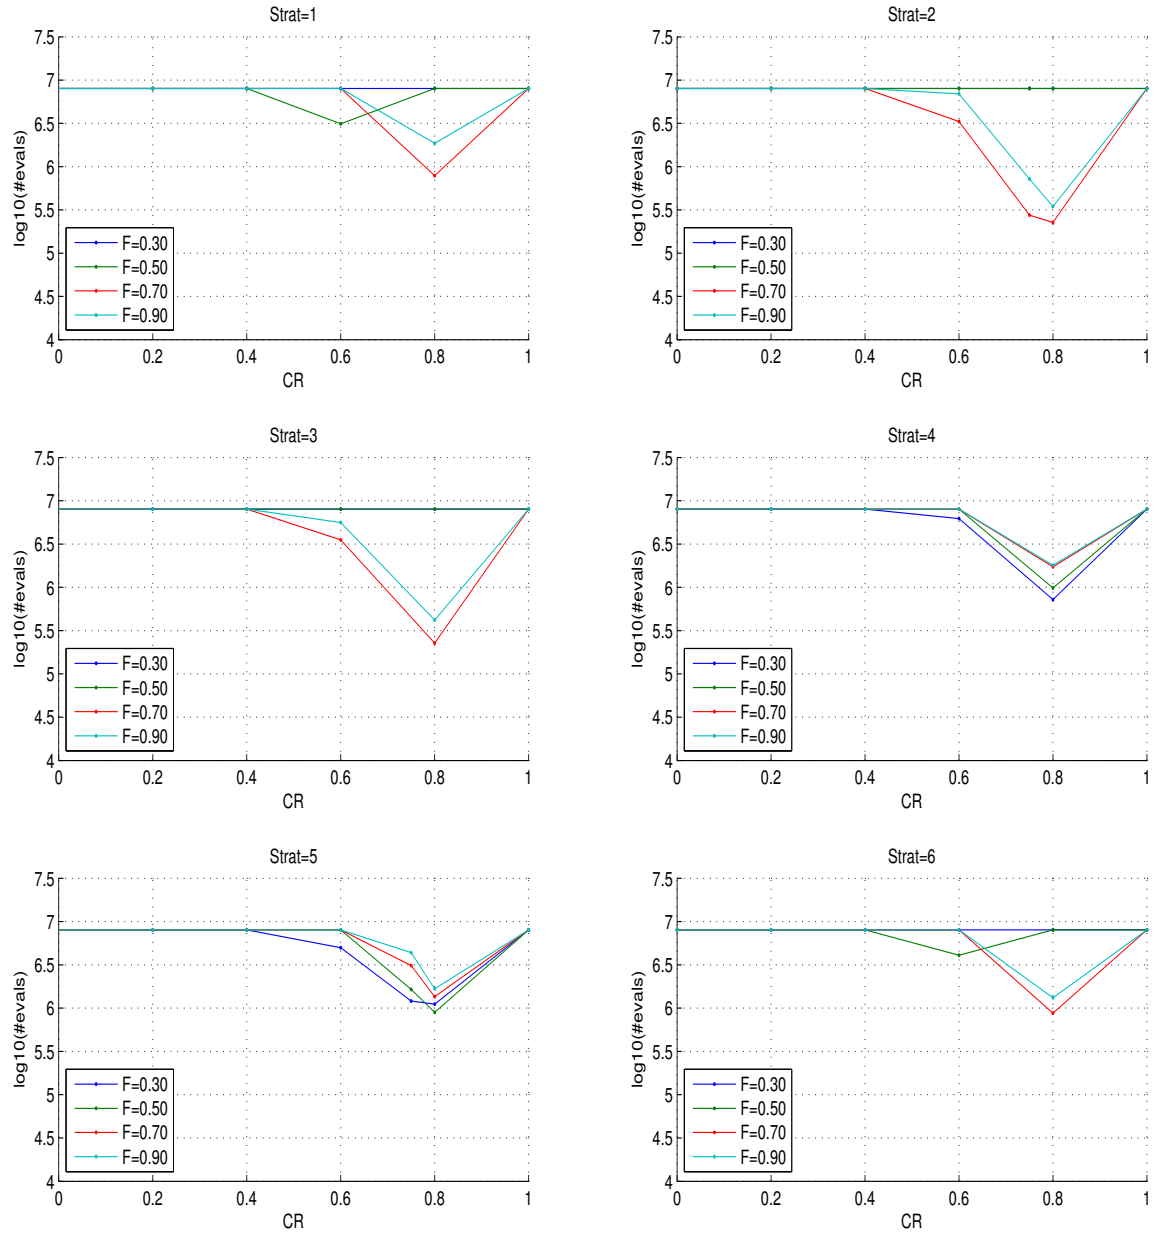 Strat=1
7.5
7
6.5
6
5.5
5
4.5
4
log10(#evals)
F=0.30
F=0.50
F=0.70
F=0.90
0 0.2 0.4 0.6 0.8 1
CR
Strat=2
7.5
7
6.5
6
5.5
5
4.5
4
log10(#evals)
F=0.30
F=0.50
F=0.70
F=0.90
0 0.2 0.4 0.6 0.8 1
CR
Strat=3
7.5
7
6.5
6
5.5
5
4.5
4
log10(#evals)
F=0.30
F=0.50
F=0.70
F=0.90
0 0.2 0.4 0.6 0.8 1
CR
Strat=4
7.5
7
6.5
6
5.5
5
4.5
4
log10(#evals)
F=0.30
F=0.50
F=0.70
F=0.90
0 0.2 0.4 0.6 0.8 1
CR
Strat=5
7.5
7
6.5
6
5.5
5
4.5
4
log10(#evals)
F=0.30
F=0.50
F=0.70
F=0.90
0 0.2 0.4 0.6 0.8 1
CR
Strat=6
7.5
7
6.5
6
5.5
5
4.5
4
log10(#evals)
F=0.30
F=0.50
F=0.70
F=0.90
0 0.2 0.4 0.6 0.8 1
CR